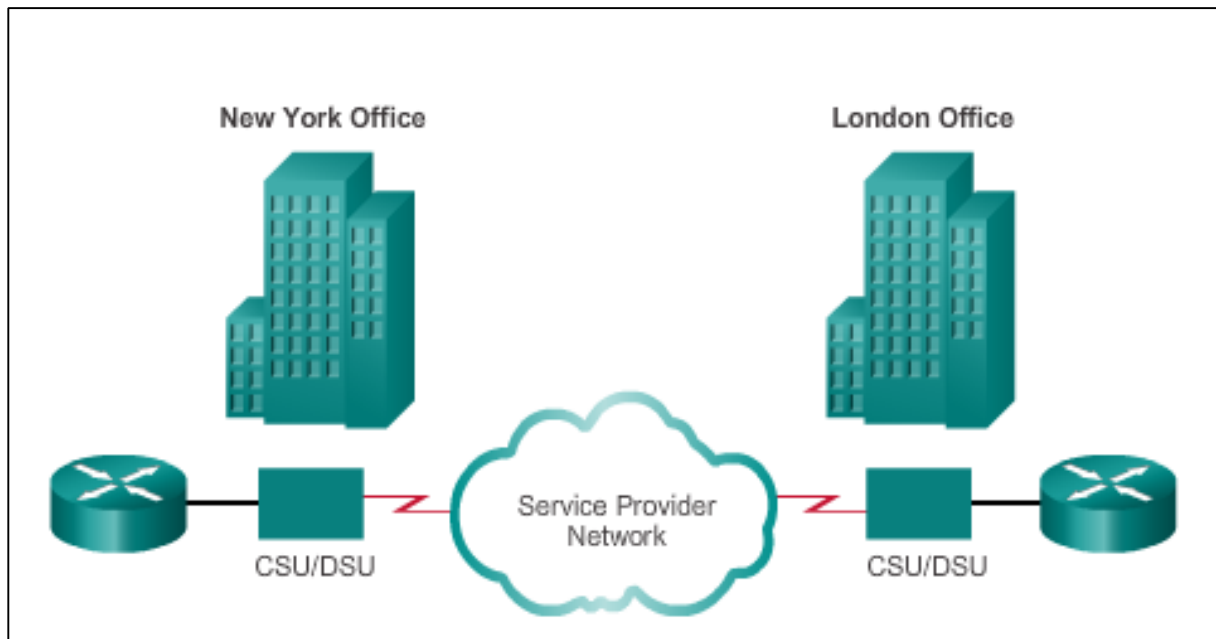 New York Office
London Office
Service Provider
Network
CSU/DSU
CSU/DSU